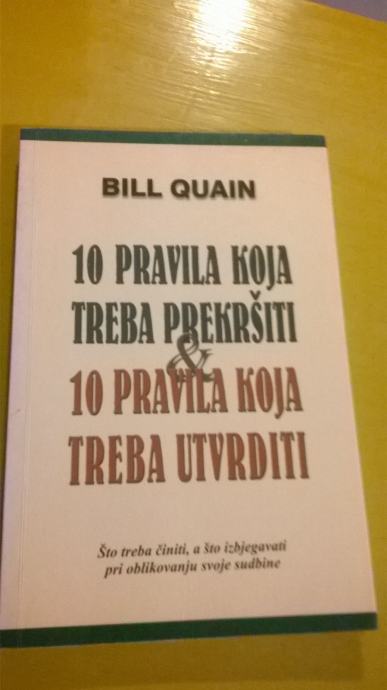 BILL QUAIN
10 PRAVILA KOJA
TREBA PREKRŠITI
&
10 PRAVILA KOJA
TREBA UTVRDITI
Što treba činiti, a što izbjegavati
pri oblikovanju svoje sudbine